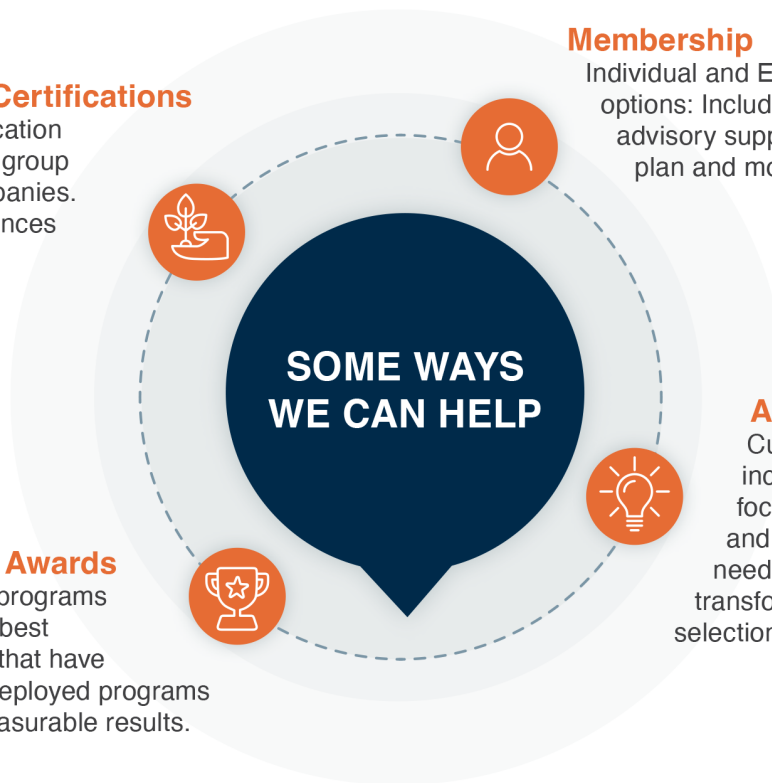 Membership
Individual and E
options: Includ
advisory supp
plan and mo
Certifications
cation
group
panies.
nces
SOME WAYS
WE CAN HELP
A
Cu
inc
foc
and
need
transfo
selection
Awards
programs
best
that have
eployed programs
asurable results.